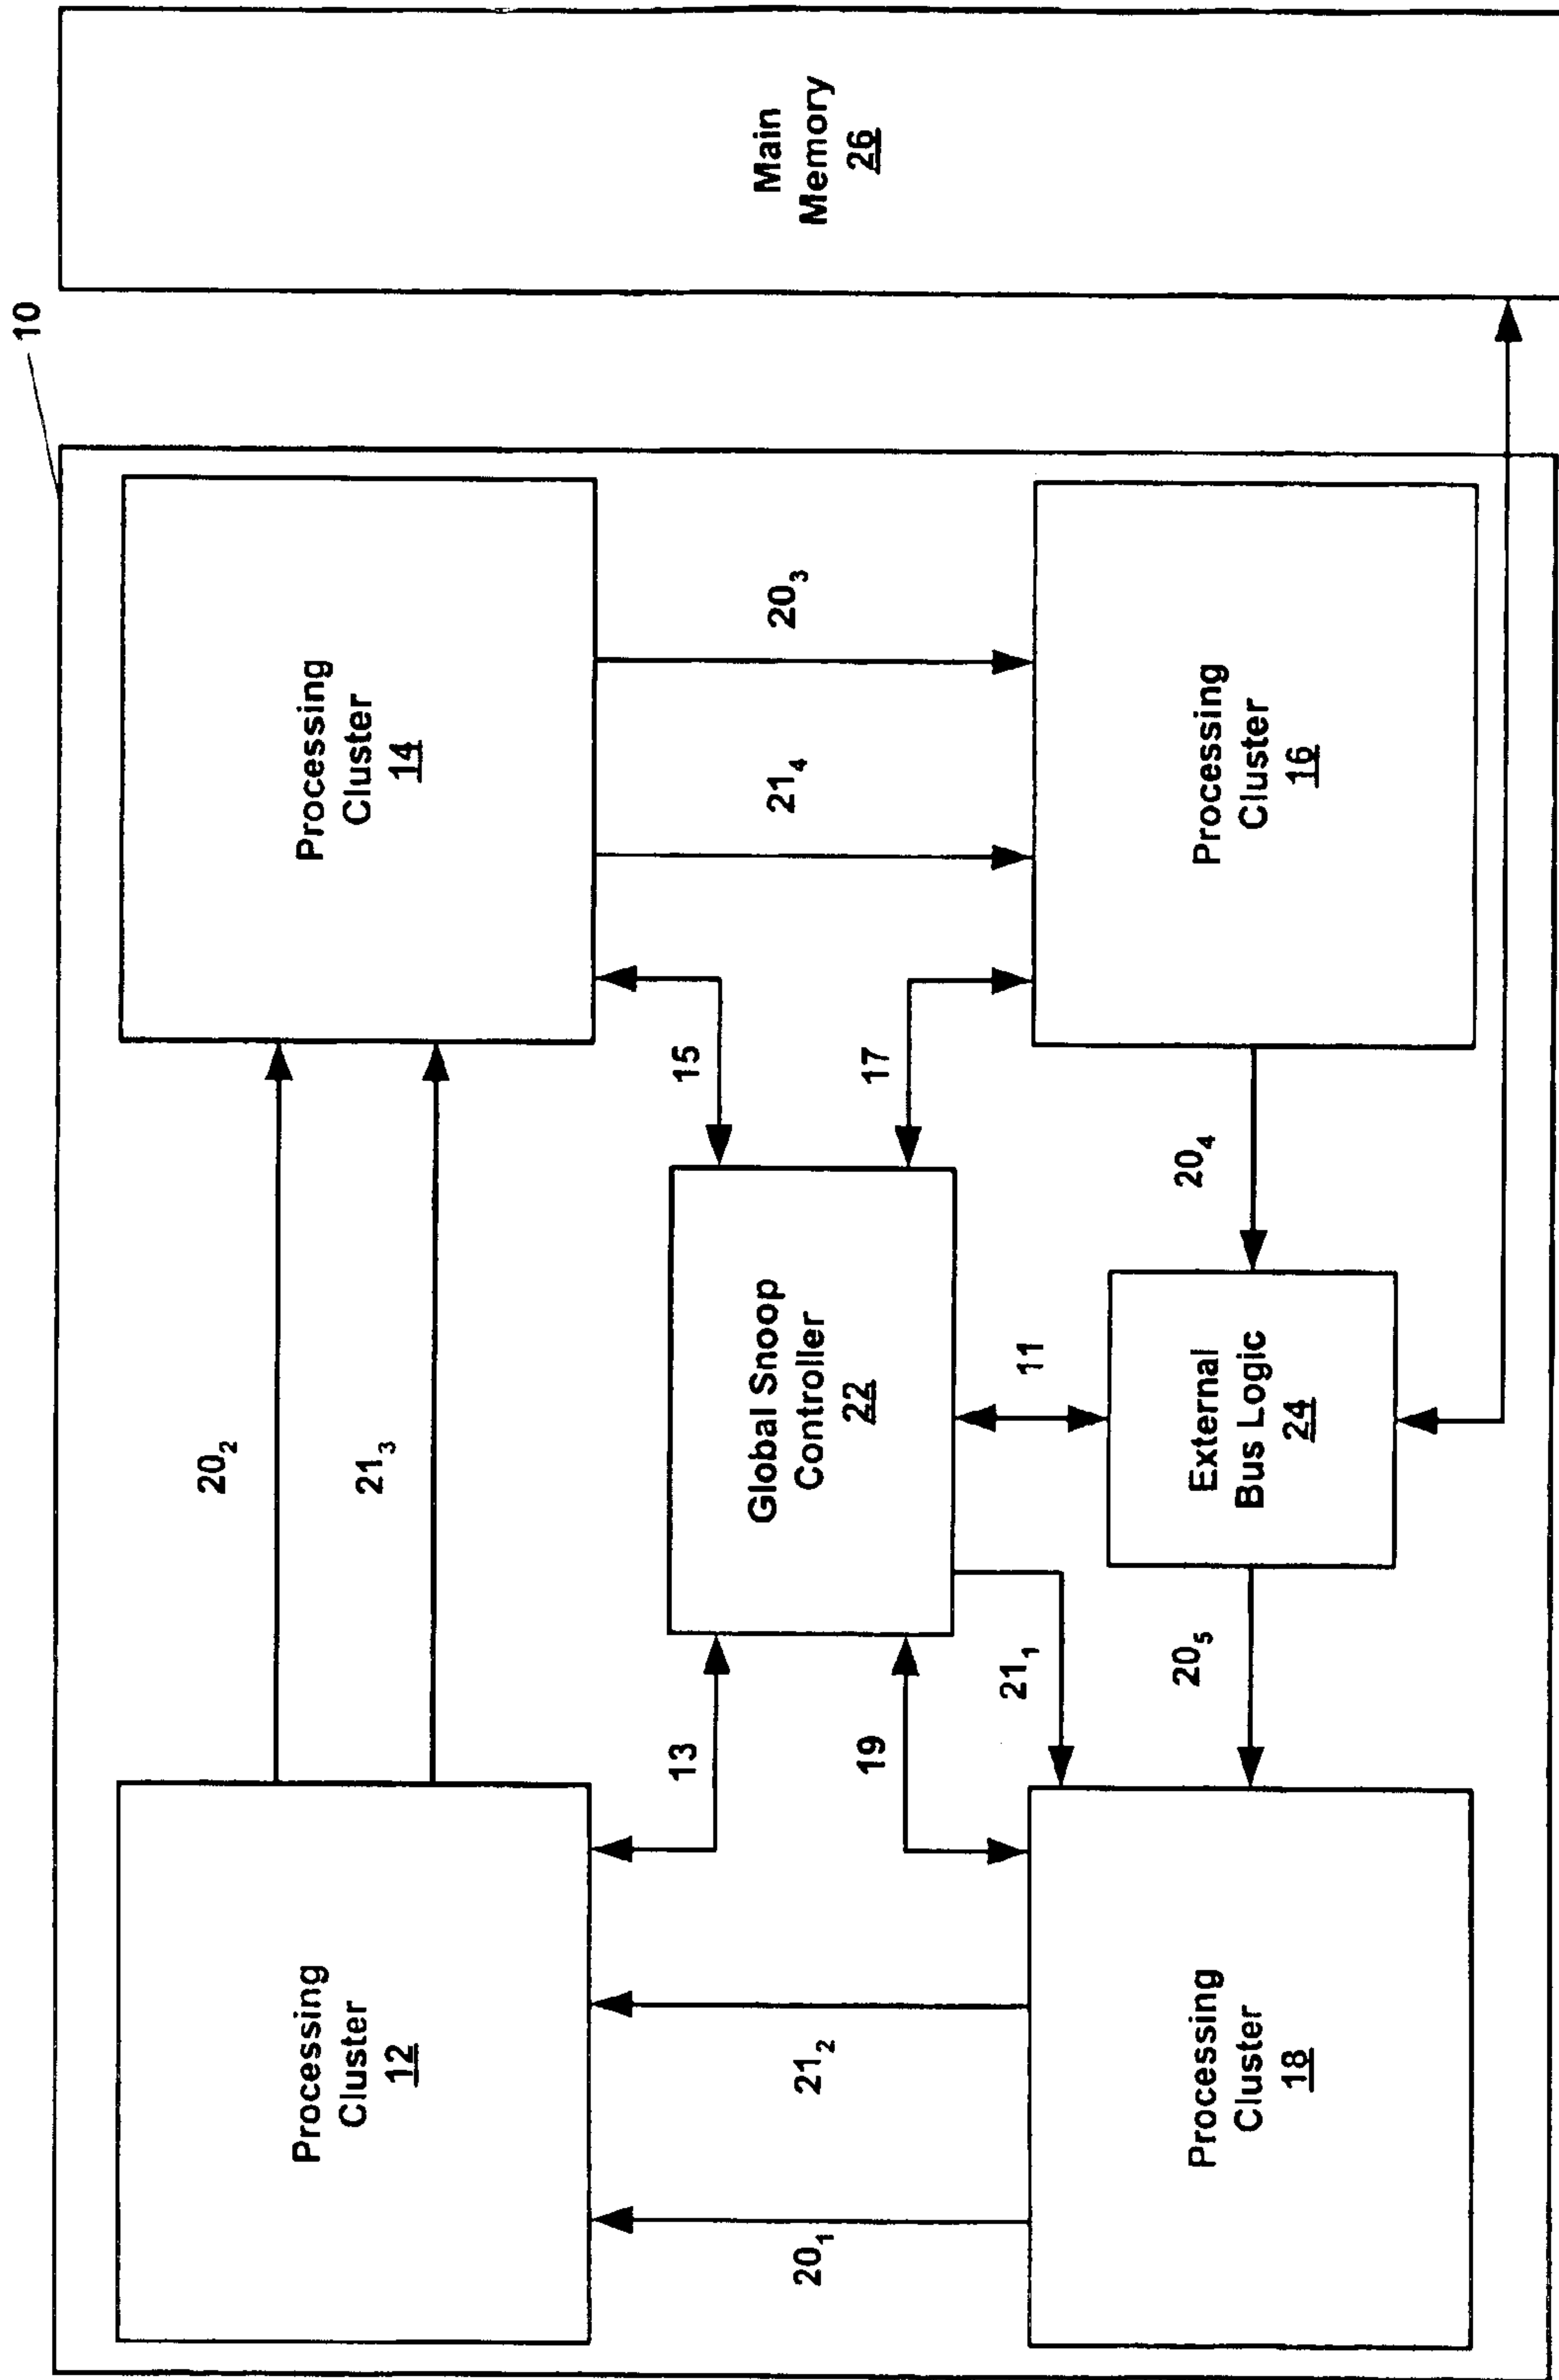 10
Processing
Cluster
12
20₂
21₃
Processing
Cluster
14
Main
Memory
26
13
15
Global Snoop
Controller
22
20₁
21₂
21₄
20₃
19
17
21₁
11
Processing
Cluster
18
20₅
External
Bus Logic
24
20₄
Processing
Cluster
16